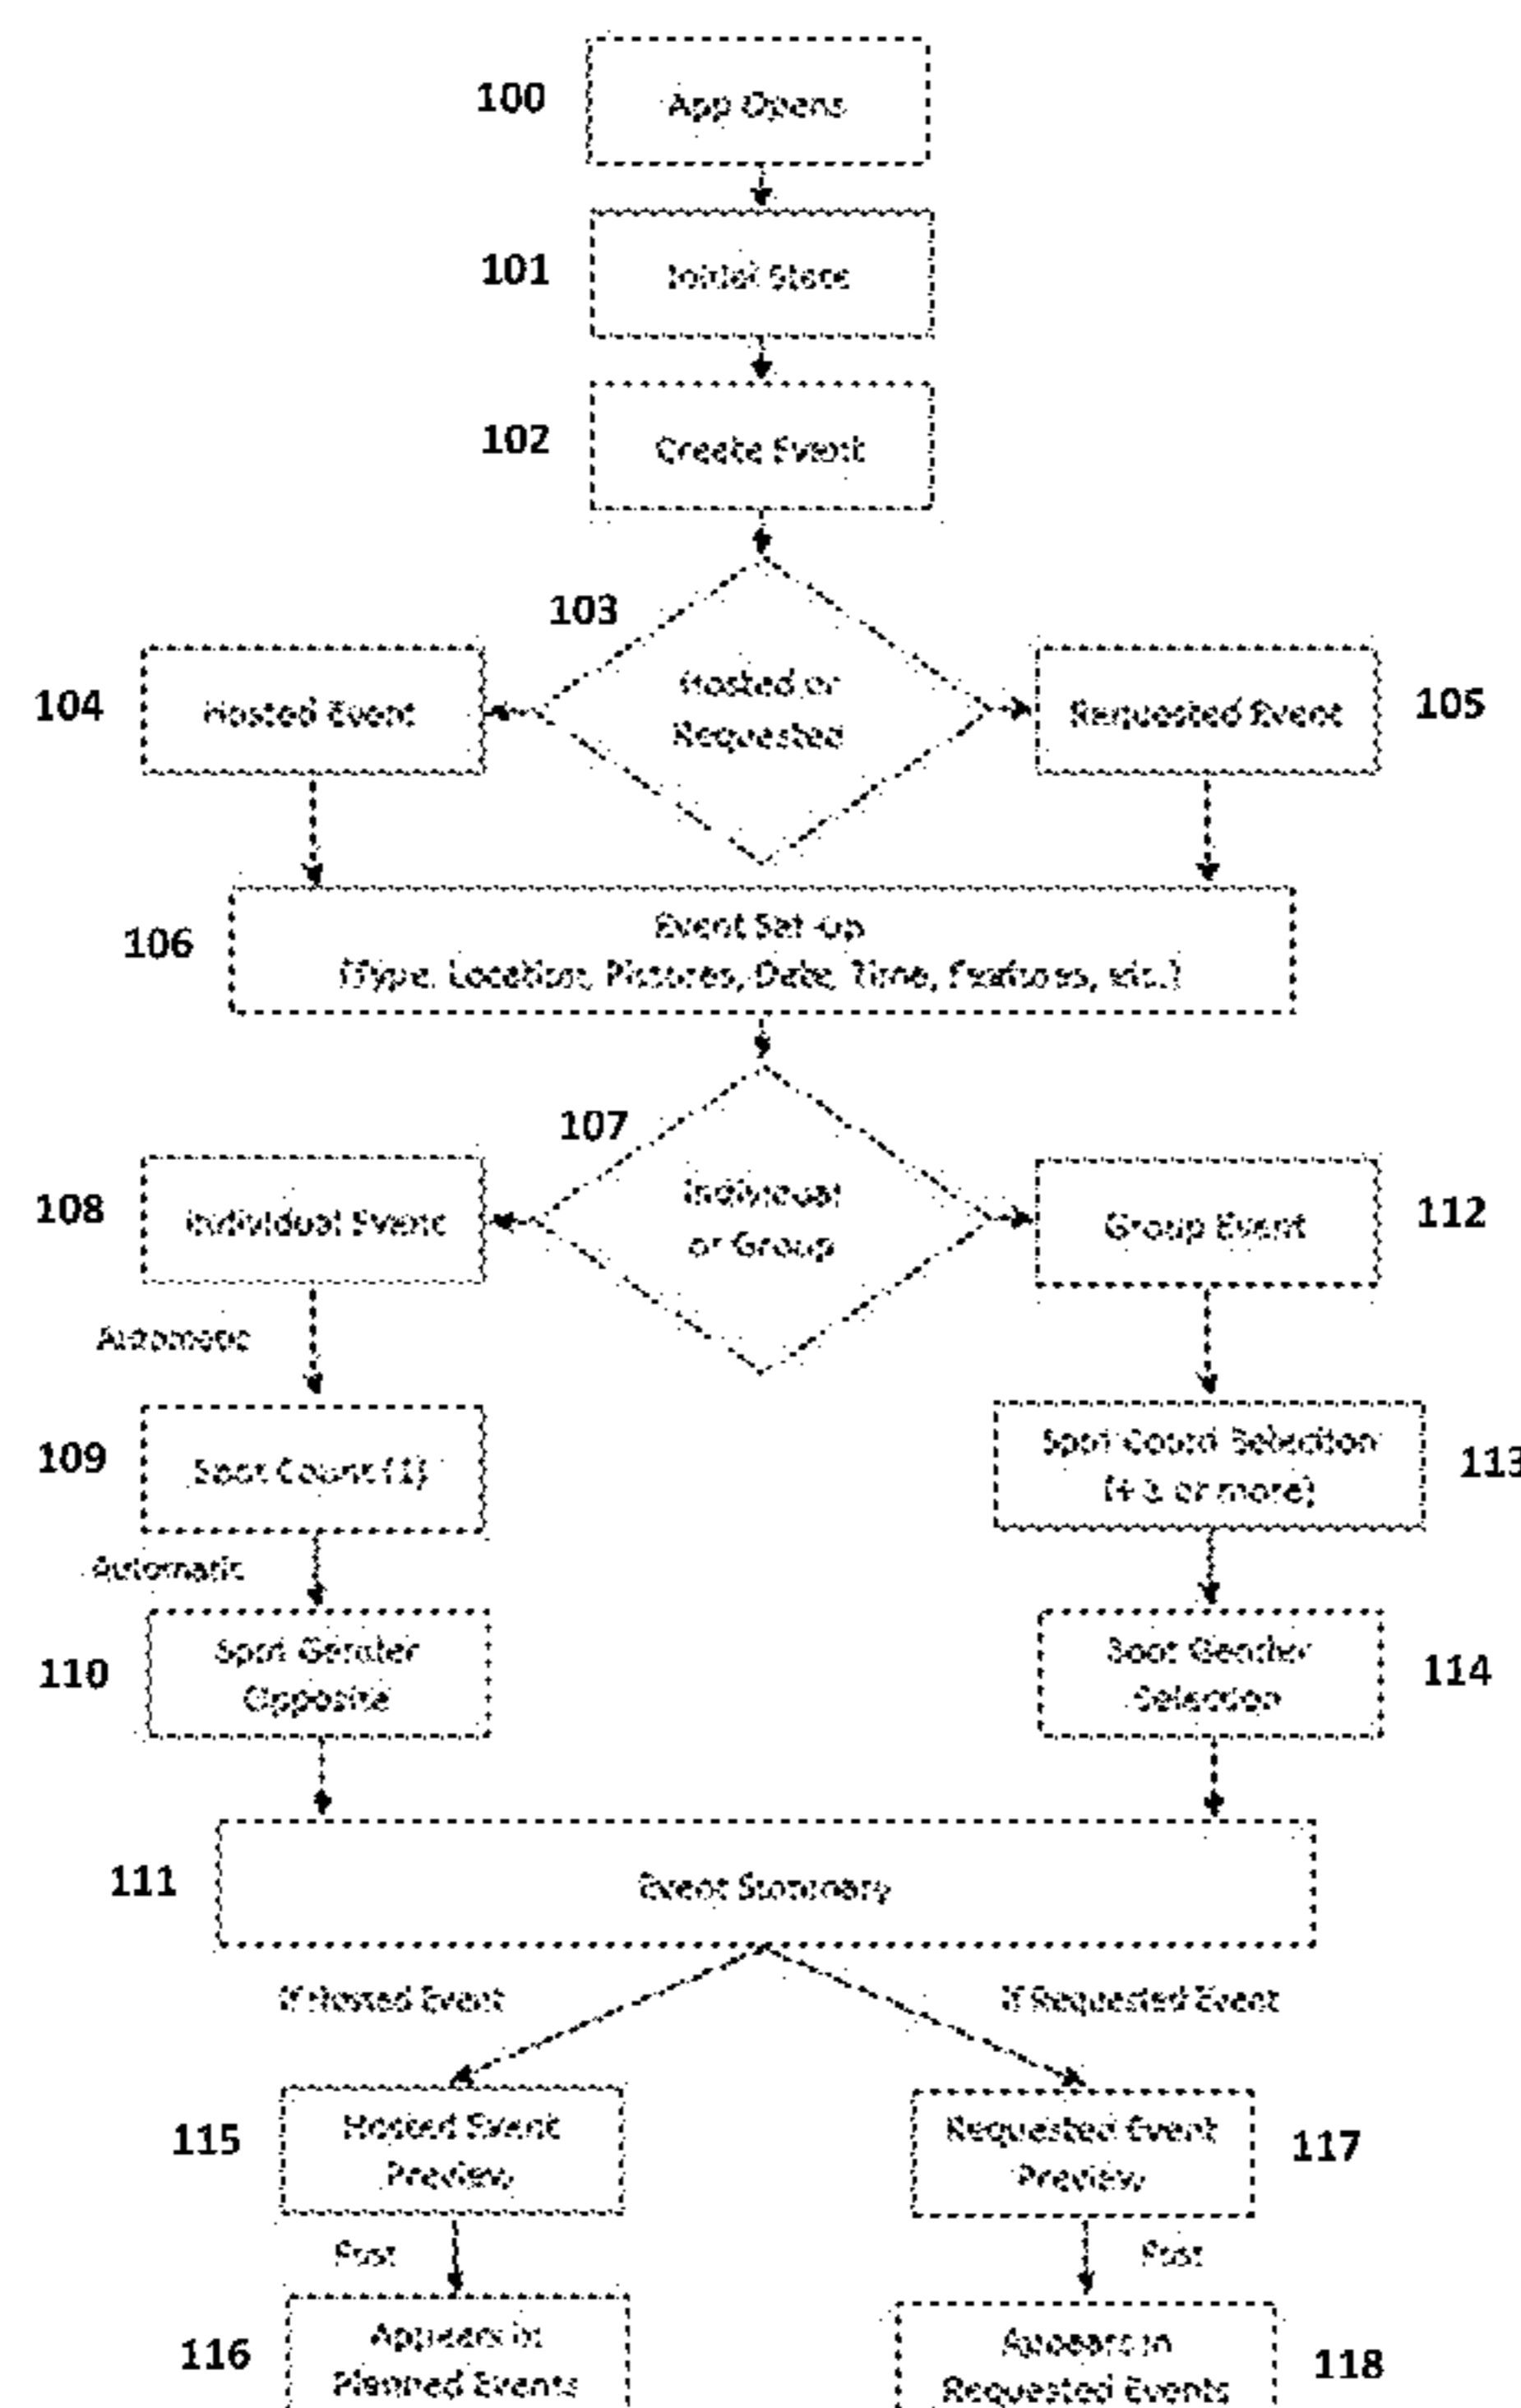 100
App Opens
101
Initial State
102
Create Event
103
Hosted or
Requested
104
Hosted Event
Requested Event
105
106
Event Set-up
(Type, Location, Pictures, Date, Time, Features, etc.)
107
Individual
or Group
108
Individual Event
Group Event
112
Automatic
109
Spot Count (1)
Spot Count Selection
or more)
113
Automatic
110
Spot Gender
Opposite
Spot Gender
Selection
114
111
Event Summary
If Hosted Event
If Requested Event
115
Hosted Event
Preview
Requested Event
Preview
117
Post
Post
116
Appears in
Planned Events
Appears in
Requested Events
118